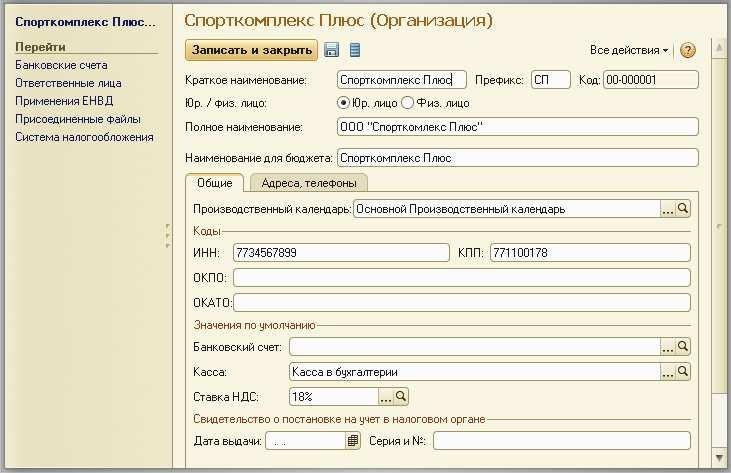 Спорткомплекс Плюс...
Перейти
Банковские счета
Ответственные лица
Применения ЕНВД
Присоединенные файлы
Система налогообложения
Спорткомплекс Плюс (Организация)
Записать и закрыть
Все действия
?
Краткое наименование: Спорткомплекс Плюс Префикс: СП Код: 00-000001
Юр. / физ. лицо: Юр. лицо Физ. лицо
Полное наименование: ООО "Спорткомлекс Плюс"
Наименование для бюджета: Спорткомплекс Плюс
Общие Адреса, телефоны
Производственный календарь: Основной Производственный календарь ...
Коды
ИНН: 7734567899 КПП: 771100178
ОКПО:
ОКАТО:
Значения по умолчанию
Банковский счет: ...
Касса: Касса в бухгалтерии ...
Ставка НДС: 18% ...
Свидетельство о постановке на учет в налоговом органе
Дата выдачи: . . Серия и №: